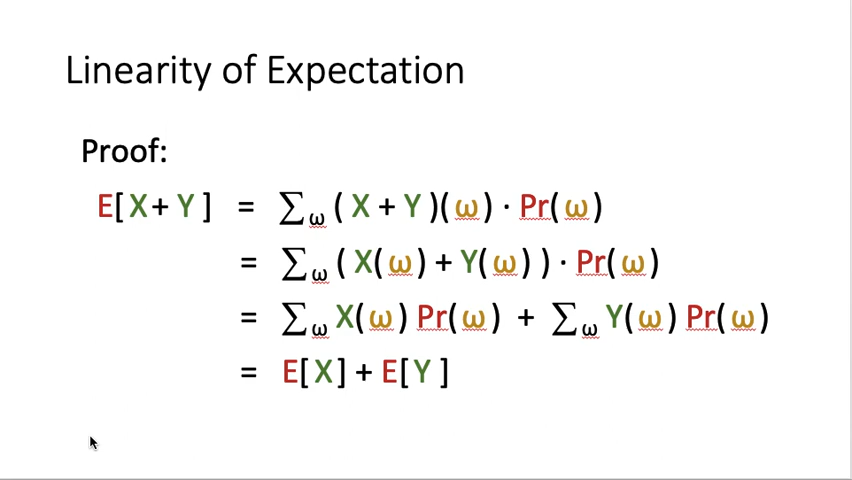 Linearity of Expectation
Proof:
E[ X + Y ] = ∑ω ( X + Y )( ω ) · Pr( ω )
= ∑ω ( X( ω ) + Y( ω ) ) · Pr( ω )
= ∑ω X( ω ) Pr( ω ) + ∑ω Y( ω ) Pr( ω )
= E[ X ] + E[ Y ]